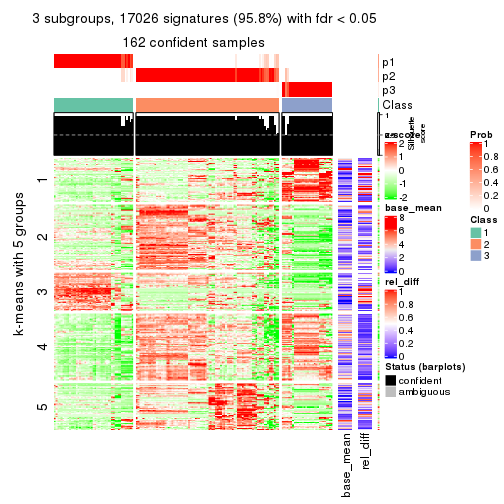 3 subgroups, 17026 signatures (95.8%) with fdr < 0.05
162 confident samples
p1
p2
p3
Class
1
Silhouette
score
z-score
2
1
0
-1
-2
Prob
1
0.8
0.6
0.4
0.2
0
base_mean
8
6
4
2
0
Class
1
2
3
rel_diff
1
0.8
0.6
0.4
0.2
0
Status (barplots)
confident
ambiguous
k-means with 5 groups
1
2
3
4
5
base_mean
rel_diff